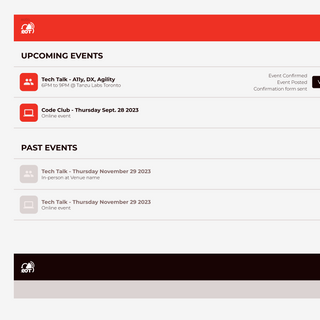 EOT
UPCOMING EVENTS
Tech Talk - A11y, DX, Agility
6PM to 9PM @ Tanzu Labs Toronto
Event Confirmed
Event Posted
Confirmation form sent
Code Club - Thursday Sept. 28 2023
Online event
PAST EVENTS
Tech Talk - Thursday November 29 2023
In-person at Venue name
Tech Talk - Thursday November 29 2023
Online event
EOT